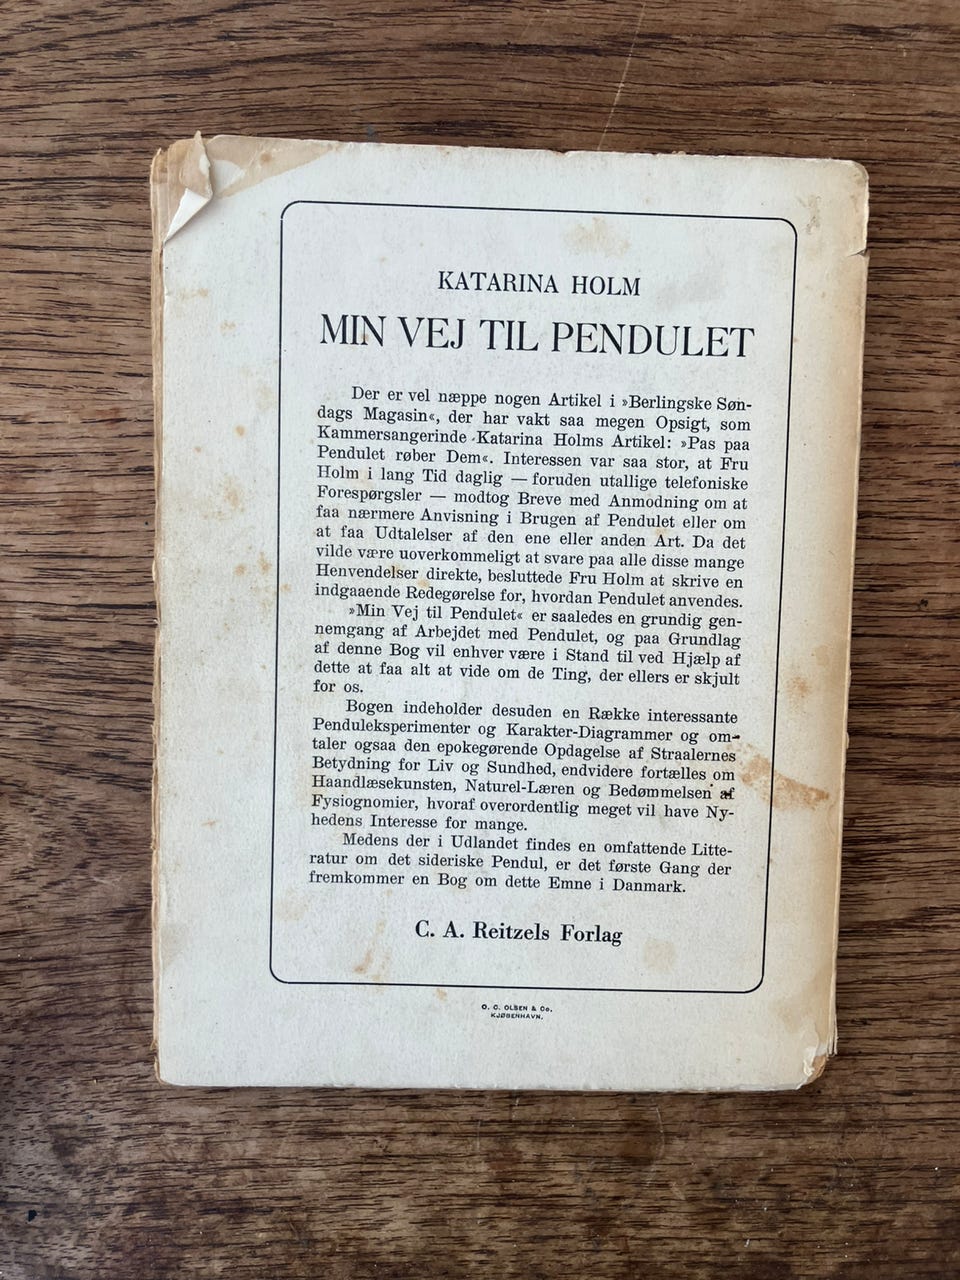 KATARINA HOLM
MIN VEJ TIL PENDULET
Der er vel næppe nogen Artikel i »Berlingske Søn-
dags Magasin«, der har vakt saa megen Opsigt, som
Kammersangerinde Katarina Holms Artikel: »Pas paa
Pendulet røber Dem«. Interessen var saa stor, at Fru
Holm i lang Tid daglig — foruden utallige telefoniske
Forespørgsler — modtog Breve med Anmodning om at
faa nærmere Anvisning i Brugen af Pendulet eller om
at faa Udtalelser af den ene eller anden Art. Da det
vilde være uoverkommeligt at svare paa alle disse mange
Henvendelser direkte, besluttede Fru Holm at skrive en
indgaaende Redegørelse for, hvordan Pendulet anvendes.
»Min Vej til Pendulet« er saaledes en grundig gen-
nemgang af Arbejdet med Pendulet, og paa Grundlag
af denne Bog vil enhver være i Stand til ved Hjælp af
dette at faa alt at vide om de Ting, der ellers er skjult
for os.
Bogen indeholder desuden en Række interessante
Penduleksperimenter og Karakter-Diagrammer og om-
taler ogsaa den epokegørende Opdagelse af Straalernes
Betydning for Liv og Sundhed, endvidere fortælles om
Haandlæsekunsten, Naturel-Læren og Bedømmelsen af
Fysiognomier, hvoraf overordentlig meget vil have Ny-
hedens Interesse for mange.
Medens der i Udlandet findes en omfattende Litte-
ratur om det sideriske Pendul, er det første Gang der
fremkommer en Bog om dette Emne i Danmark.
C. A. Reitzels Forlag
O. C. OLSEN & Co.
KJØBENHAVN.